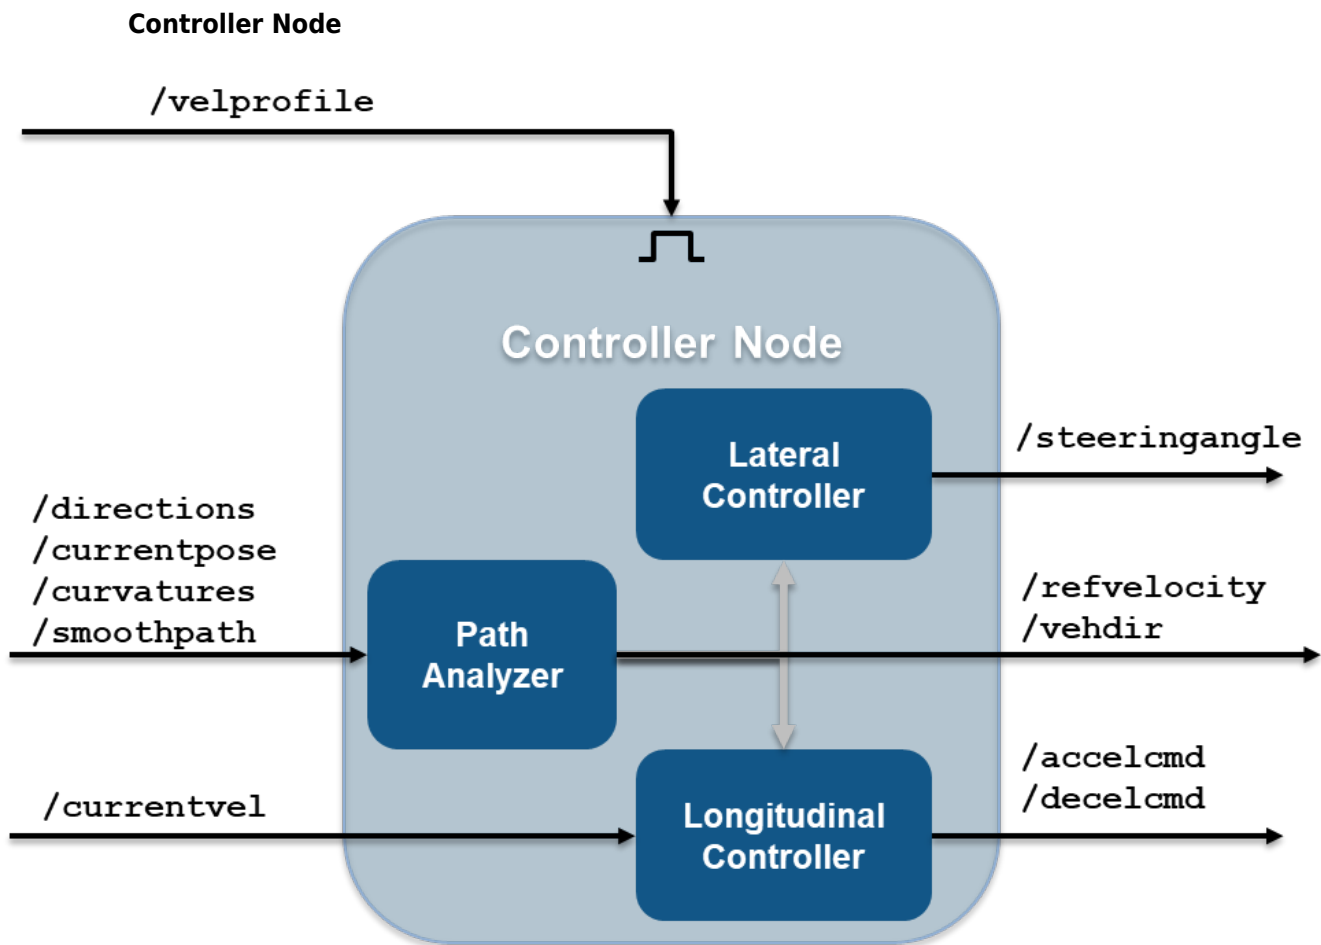 Controller Node
/velprofile
Controller Node
Lateral
Controller
/steeringangle
/directions
/currentpose
/curvatures
/smoothpath
Path
Analyzer
/refvelocity
/vehdir
/currentvel
Longitudinal
Controller
/accelcmd
/decelcmd